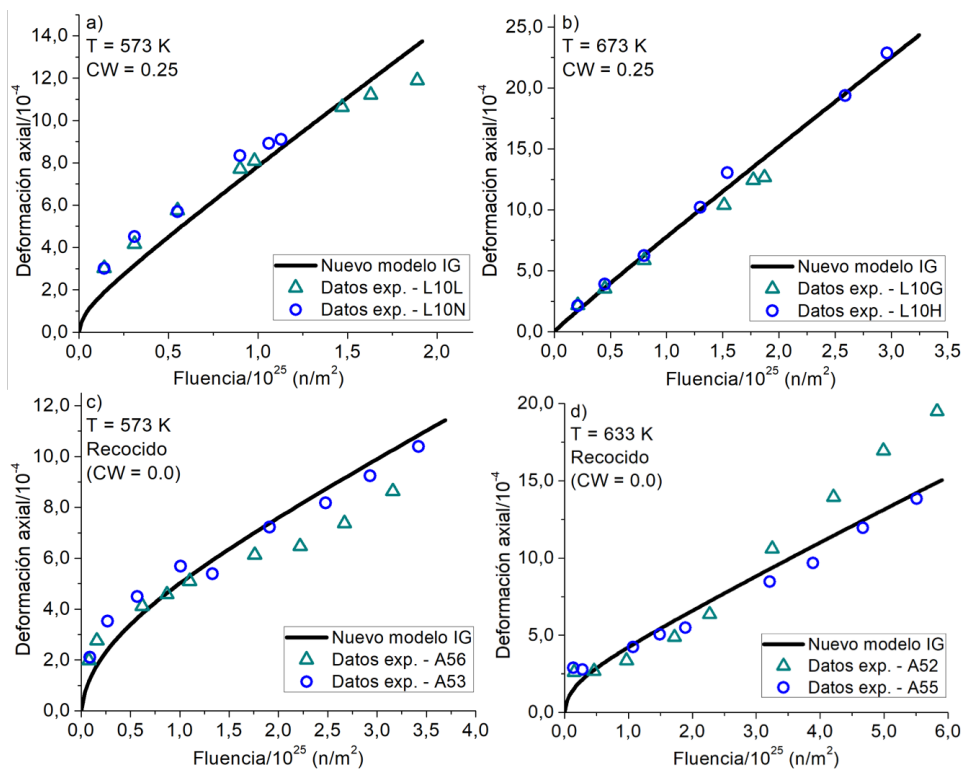 a)
T = 573 K
CW = 0.25
14,0
12,0
10,0
8,0
6,0
4,0
2,0
0,0
Deformación axial/10⁻⁴
Nuevo modelo IG
Datos exp. - L10L
Datos exp. - L10N
0,5
1,0
1,5
2,0
Fluencia/10²⁵ (n/m²)
b)
T = 673 K
CW = 0.25
25,0
20,0
15,0
10,0
5,0
0,0
Deformación axial/10⁻⁴
Nuevo modelo IG
Datos exp. - L10G
Datos exp. - L10H
0,0
0,5
1,0
1,5
2,0
2,5
3,0
3,5
Fluencia/10²⁵ (n/m²)
c)
T = 573 K
Recocido
(CW = 0.0)
12,0
10,0
8,0
6,0
4,0
2,0
0,0
Deformación axial/10⁻⁴
Nuevo modelo IG
Datos exp. - A56
Datos exp. - A53
0,0
0,5
1,0
1,5
2,0
2,5
3,0
3,5
4,0
Fluencia/10²⁵ (n/m²)
d)
T = 633 K
Recocido
(CW = 0.0)
20,0
15,0
10,0
5,0
0,0
Deformación axial/10⁻⁴
Nuevo modelo IG
Datos exp. - A52
Datos exp. - A55
0,0
1,0
2,0
3,0
4,0
5,0
6,0
Fluencia/10²⁵ (n/m²)